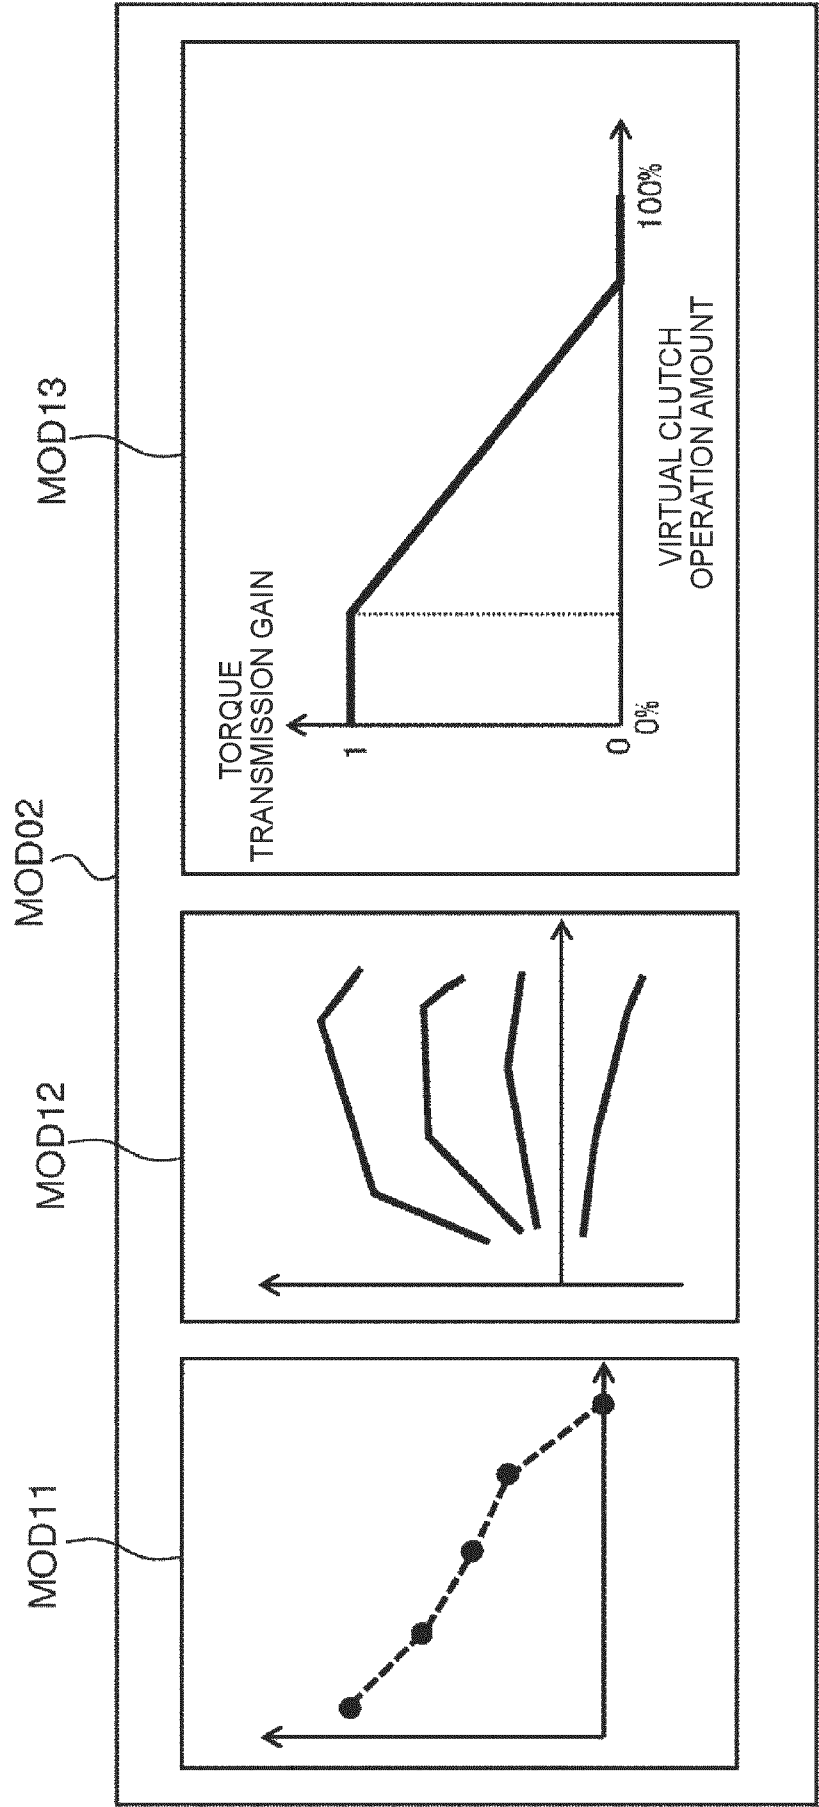 MOD02
MOD11
MOD12
MOD13
TORQUE
TRANSMISSION GAIN
1
0
0%
100%
VIRTUAL CLUTCH
OPERATION AMOUNT